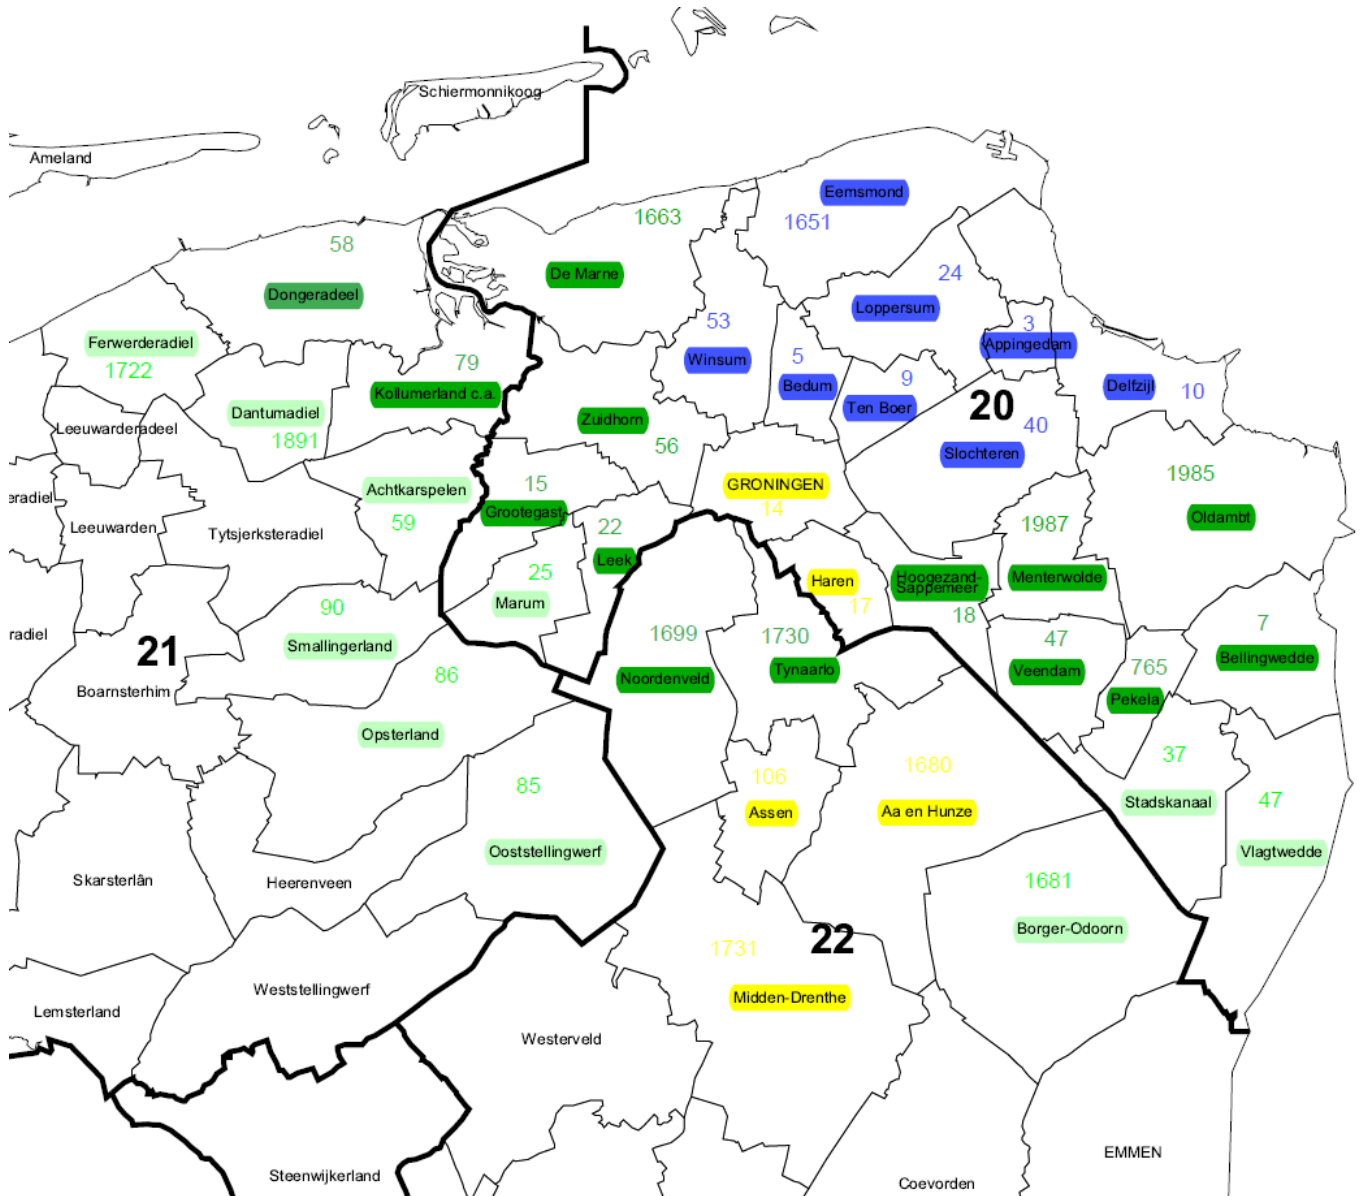 Schiermonnikoog
Ameland
Eemsmond
1663
1651
58
24
De Marne
Dongeradeel
Loppersum
53
3
Ferwerderadiel
Appingedam
1722
79
Winsum
5
9
Bedum
Delfzijl
10
Kollumerland c.a.
Ten Boer
20
Dantumadiel
Zuidhorn
40
Leeuwarderadeel
1891
56
Slochteren
1985
GRONINGEN
15
Achtkarspelen
eradiel
14
Grootegast
Oldambt
59
22
1987
Leeuwarden
Tytsjerksteradiel
Leek
25
Haren
Hoogezand-
Sappemeer
Menterwolde
Marum
17
90
18
7
radiel
1699
1730
47
Smallingerland
21
Bellingwedde
86
Noordenveld
Tynaarlo
Veendam
765
Boarnsterhim
Pekela
Opsterland
37
1680
106
85
47
Stadskanaal
Assen
Aa en Hunze
Ooststellingwerf
Vlagtwedde
Skarsterlân
Heerenveen
1681
Borger-Odoorn
22
1731
Weststellingwerf
Midden-Drenthe
Lemsterland
Westerveld
EMMEN
Steenwijkerland
Coevorden